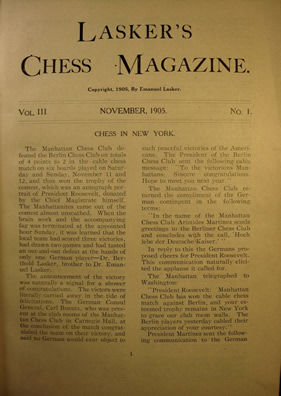 LASKER'S
CHESS MAGAZINE.
Copyright, 1905, By Emanuel Lasker.
VOL. III NOVEMBER, 1905. No. 1.
CHESS IN NEW YORK.
The Manhattan Chess Club de-
feated the Berlin Chess Club on totals
of 4 points to 2 in the cable chess
match on six boards played on Satur-
day and Sunday, November 11 and
12, and thus won the trophy of the
contest, which was an autograph por-
trait of President Roosevelt, donated
by the Chief Magistrate himself.
The Manhattanites came out of the
contest almost unscathed. When the
brain work and the accompanying
fag was terminated at the appointed
hour Sunday, it was learned that the
local team had scored three victories,
had drawn two games and had tasted
an out and out defeat at the hands of
only one German player—Dr. Ber-
thold Lasker, brother to Dr. Eman-
uel Lasker.
The announcement of the victory
was naturally a signal for a shower
of congratulations. The victors were
literally carried away in the tide of
felicitations. The German Consul
General, Carl Buenz, who was pres-
ent at the club rooms of the Manhat-
tan Chess Club in Carnegie Hall, at
the conclusion of the match congrat-
ulated the team on their victory, and
said no German would ever object to
such peaceful victories of the Ameri-
cans. The President of the Berlin
Chess Club sent the following cable
message: "To the victorious Man-
hattans. Sincere congratulations.
Hope to meet you next year."
The Manhattan Chess Club re-
turned the compliment of the Ger-
man contingent in the following
terms:
"In the name of the Manhattan
Chess Club Aristides Martinez sends
greetings to the Berliner Chess Club
and concludes with the call, 'Hoch
lebe der Deutsche Kaiser.'"
In reply to this the Germans pro-
posed cheers for President Roosevelt.
This communication naturally elic-
ited the applause it called for.
The Manhattan telegraphed to
Washington:
"President Roosevelt: Manhattan
Chess Club has won the cable chess
match against Berlin, and your es-
teemed trophy remains in New York
to grace our club room walls. The
Berlin players yesterday cabled their
appreciation of your courtesy."
President Martinez sent the follow-
ing communication to the German
1